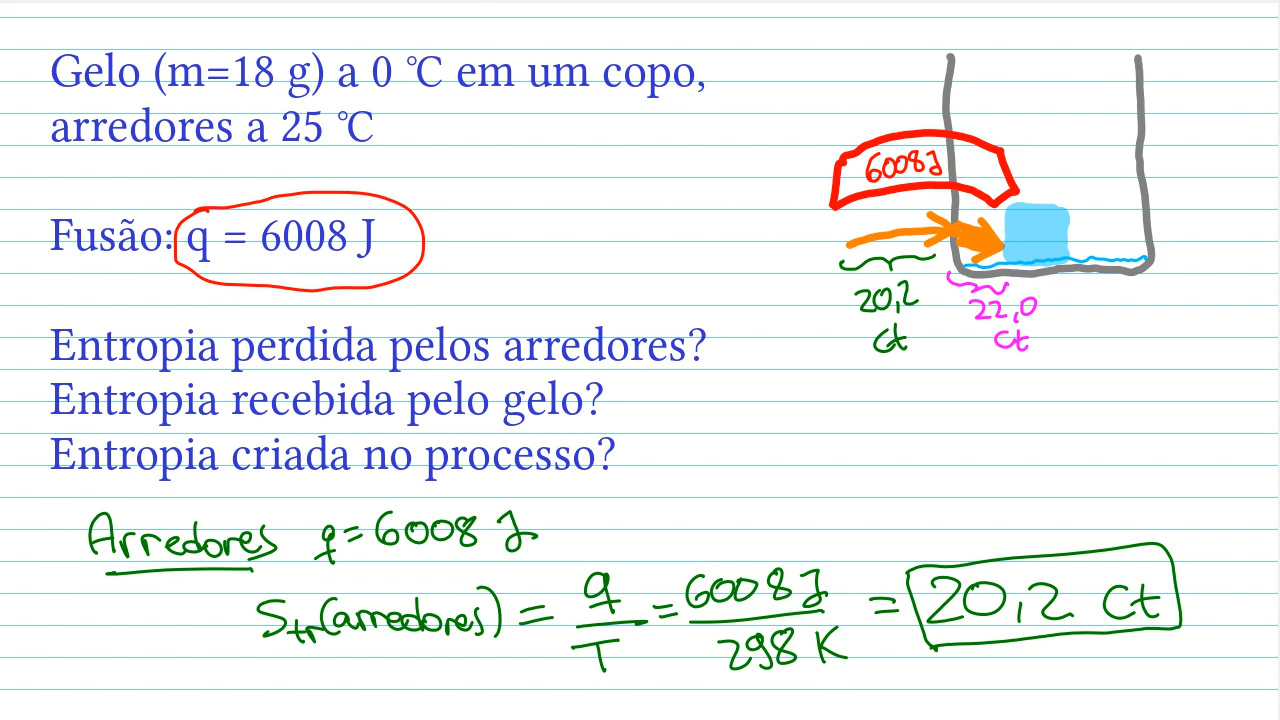 Gelo (m=18 g) a 0 ℃ em um copo,
arredores a 25 ℃
6008 J
Fusão: q = 6008 J
20,2
Ct
22,0
Ct
Entropia perdida pelos arredores?
Entropia recebida pelo gelo?
Entropia criada no processo?
Arredores q = 6008 J
Str(arredores) = q/T = 6008 J/298 K = 20,2 Ct